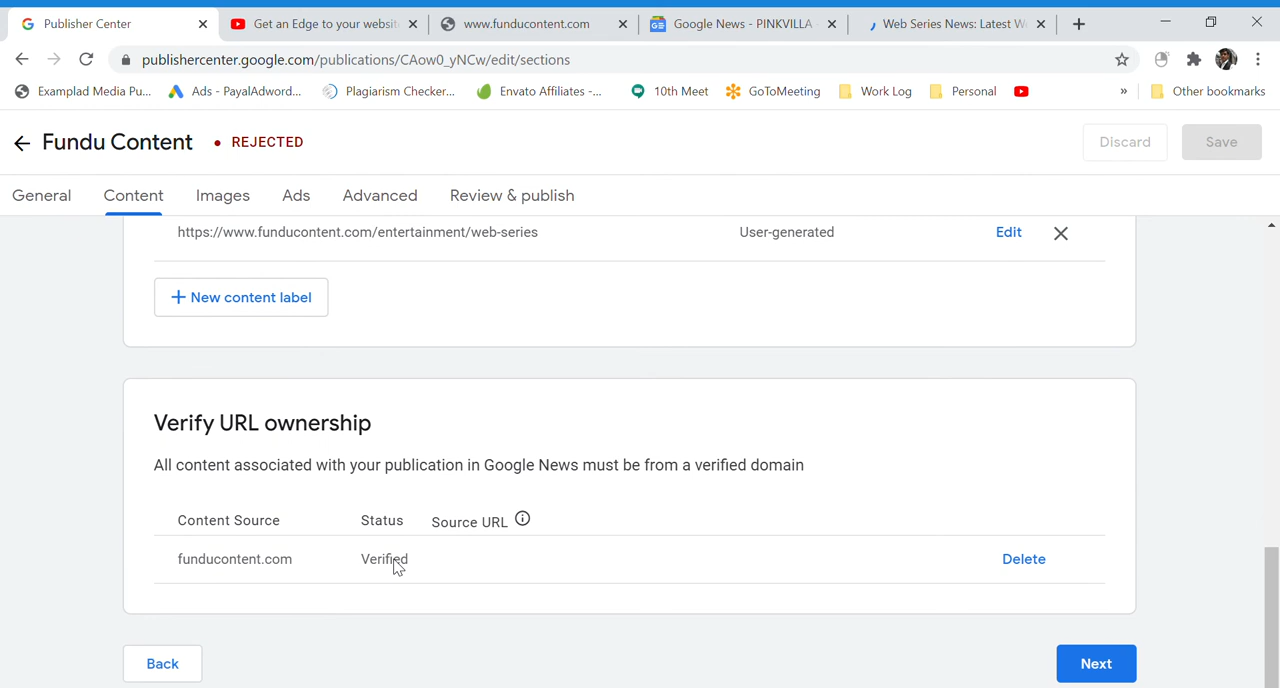 Publisher Center
Get an Edge to your websit
www.funducontent.com
Google News - PINKVILLA
Web Series News: Latest W
publishercenter.google.com/publications/CAow0_yNCw/edit/sections
Examplad Media Pu...
Ads - PayalAdword...
Plagiarism Checker...
Envato Affiliates -...
10th Meet
GoToMeeting
Work Log
Personal
»
Other bookmarks
Fundu Content
• REJECTED
Discard
Save
General
Content
Images
Ads
Advanced
Review & publish
https://www.funducontent.com/entertainment/web-series
User-generated
Edit
+ New content label
Verify URL ownership
All content associated with your publication in Google News must be from a verified domain
Content Source
Status
Source URL
funducontent.com
Verified
Delete
Back
Next